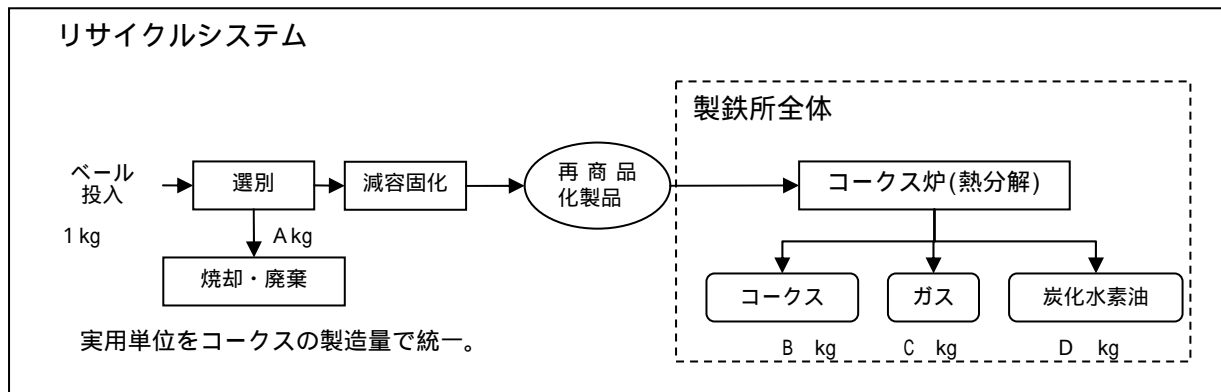 リサイクルシステム
製鉄所全体
ベール
投入
選別
減容固化
再商品
化製品
コークス炉(熱分解)
1 kg
A kg
焼却・廃棄
コークス
ガス
炭化水素油
実用単位をコークスの製造量で統一。
B kg
C kg
D kg